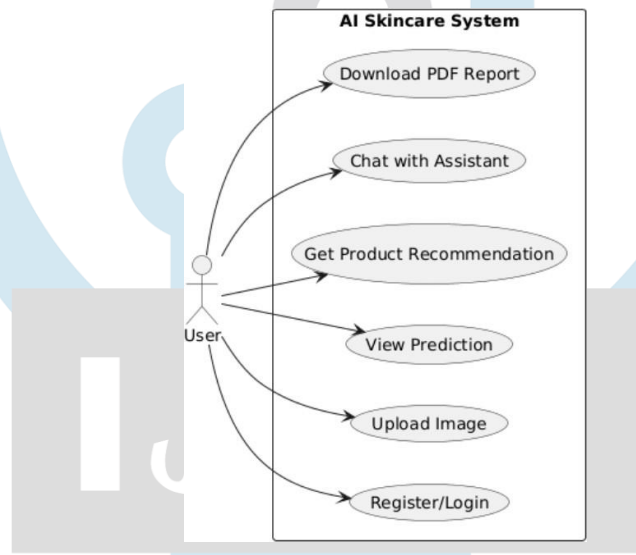 AI Skincare System
Download PDF Report
Chat with Assistant
Get Product Recommendation
View Prediction
User
Upload Image
Register/Login